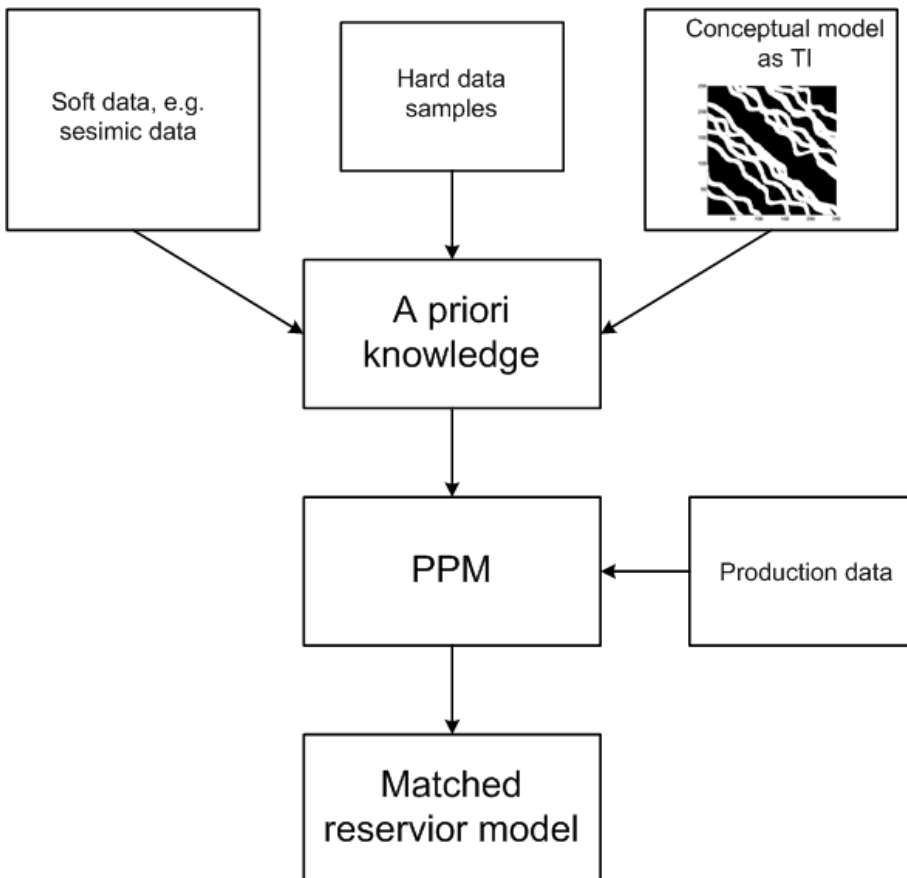 Soft data, e.g.
sesimic data
Hard data
samples
Conceptual model
as TI
A priori
knowledge
PPM
Production data
Matched
reservior model